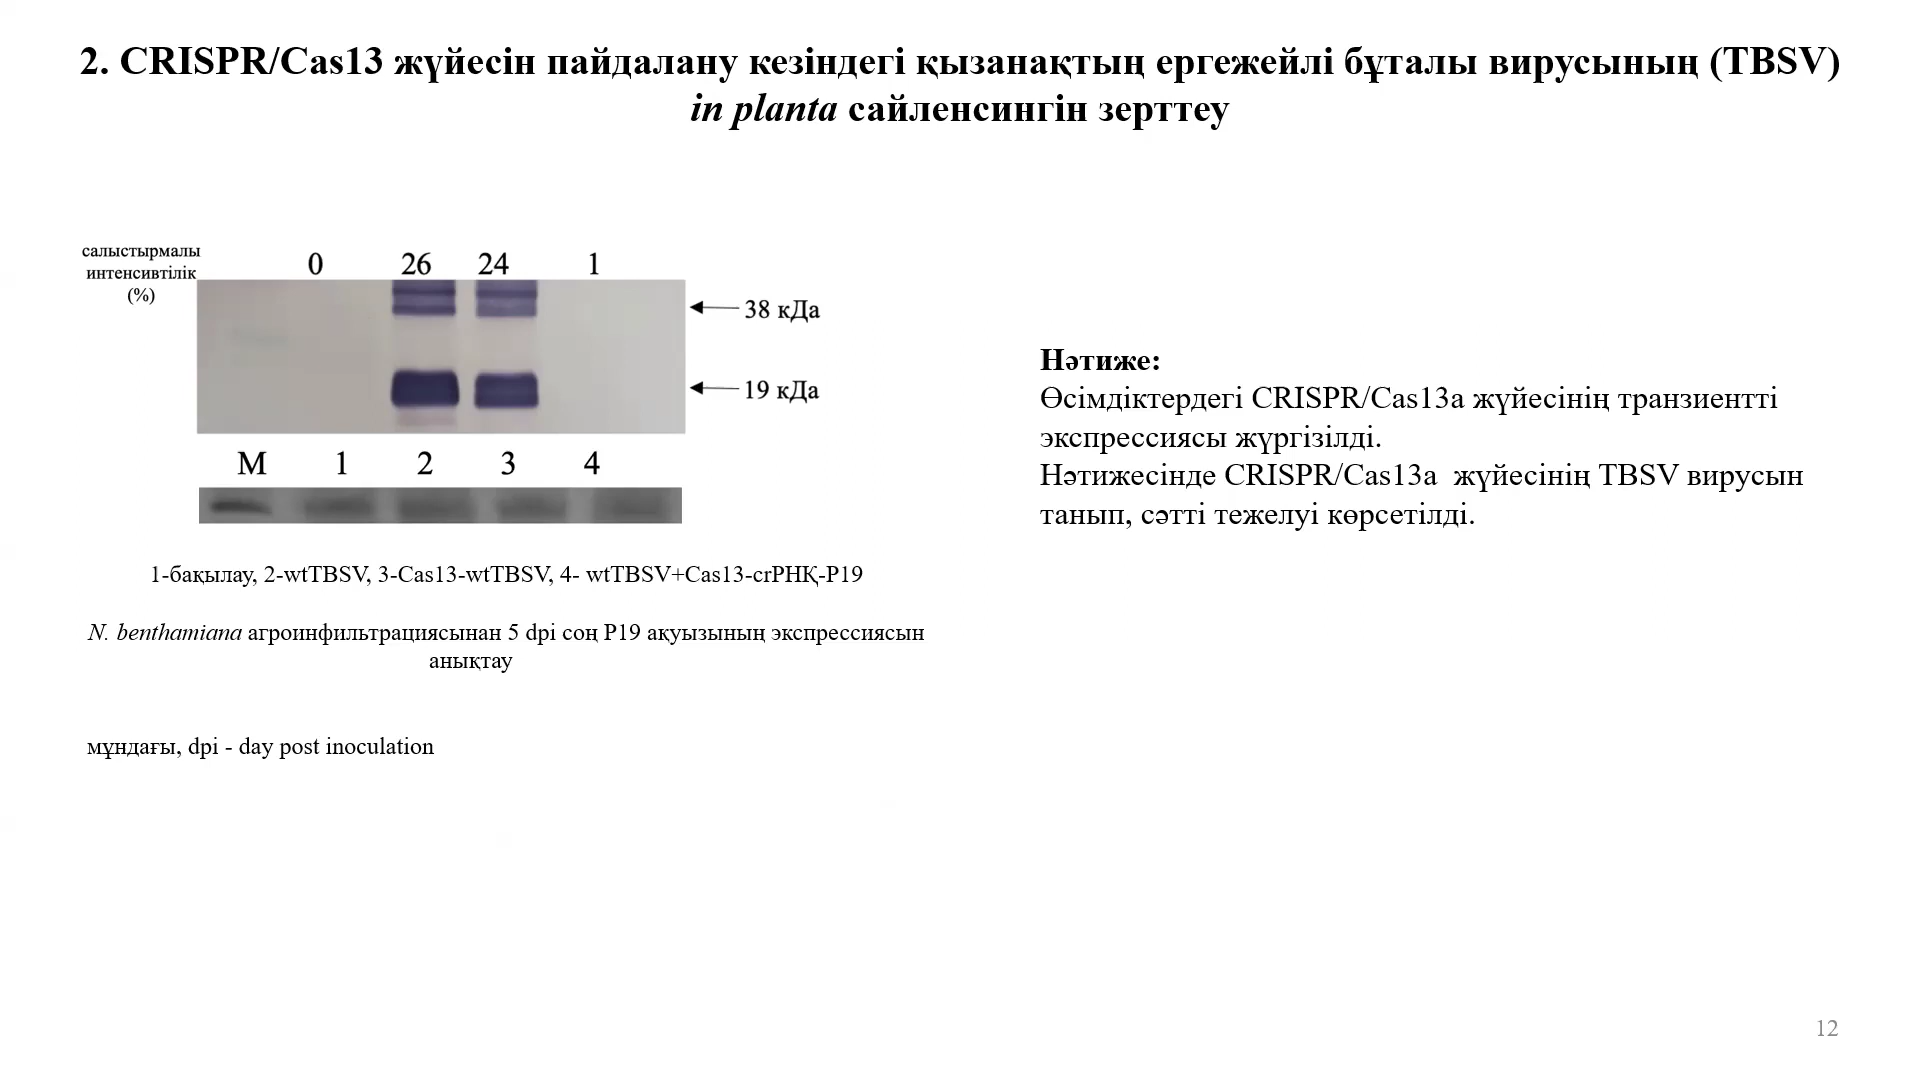 2. CRISPR/Cas13 жүйесін пайдалану кезіндегі қызанақтың ергежейлі бұталы вирусының (TBSV)
in planta сайленсингін зерттеу
салыстырмалы
интенсивтілік
(%)
0 26 24 1
38 кДа
19 кДа
М 1 2 3 4
1-бақылау, 2-wtTBSV, 3-Cas13-wtTBSV, 4- wtTBSV+Cas13-crРНҚ-P19
N. benthamiana агроинфильтрациясынан 5 dpi соң P19 ақуызының экспрессиясын
анықтау
мұндағы, dpi - day post inoculation
Нәтиже:
Өсімдіктердегі CRISPR/Cas13a жүйесінің транзиентті
экспрессиясы жүргізілді.
Нәтижесінде CRISPR/Cas13a жүйесінің TBSV вирусын
танып, сәтті тежелуі көрсетілді.
12